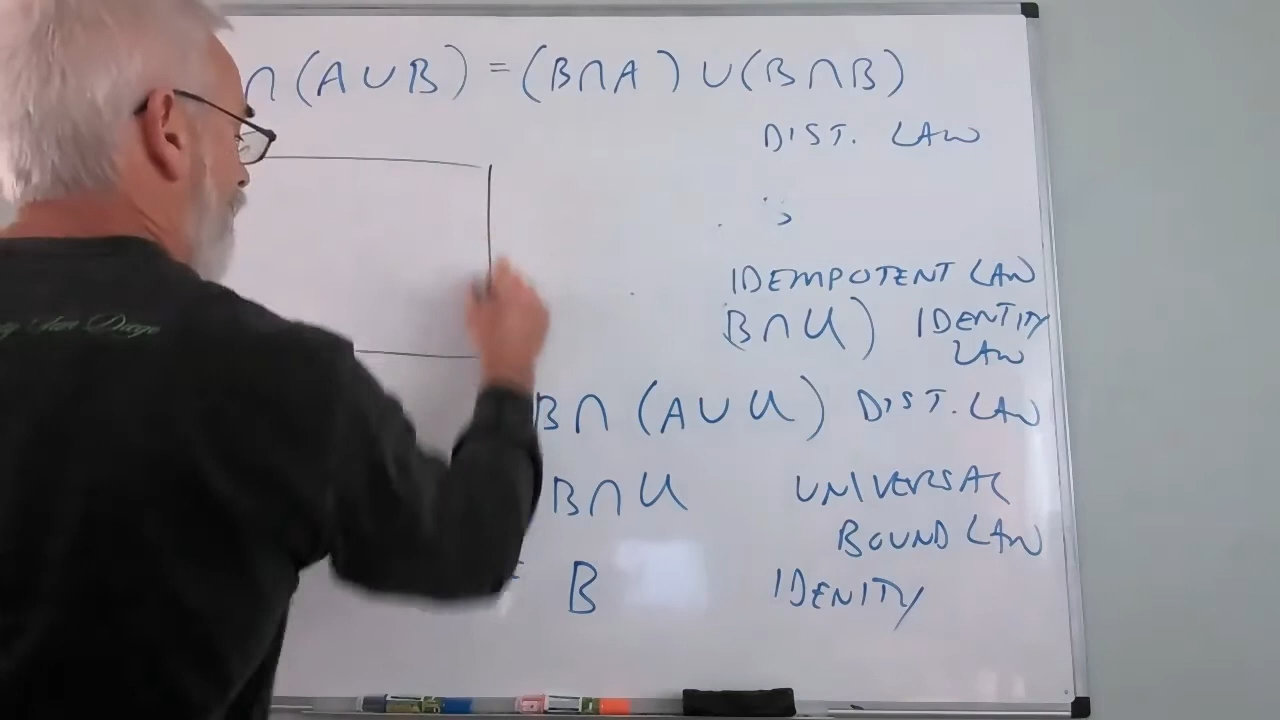 ∩ (A ∪ B) = (B ∩ A) ∪ (B ∩ B)
DIST. LAW
IDEMPOTENT LAW
B ∩ U) IDENTITY
LAW
B ∩ (A ∪ U) DIST. LAW
B ∩ U UNIVERSAL
BOUND LAW
B IDENITY